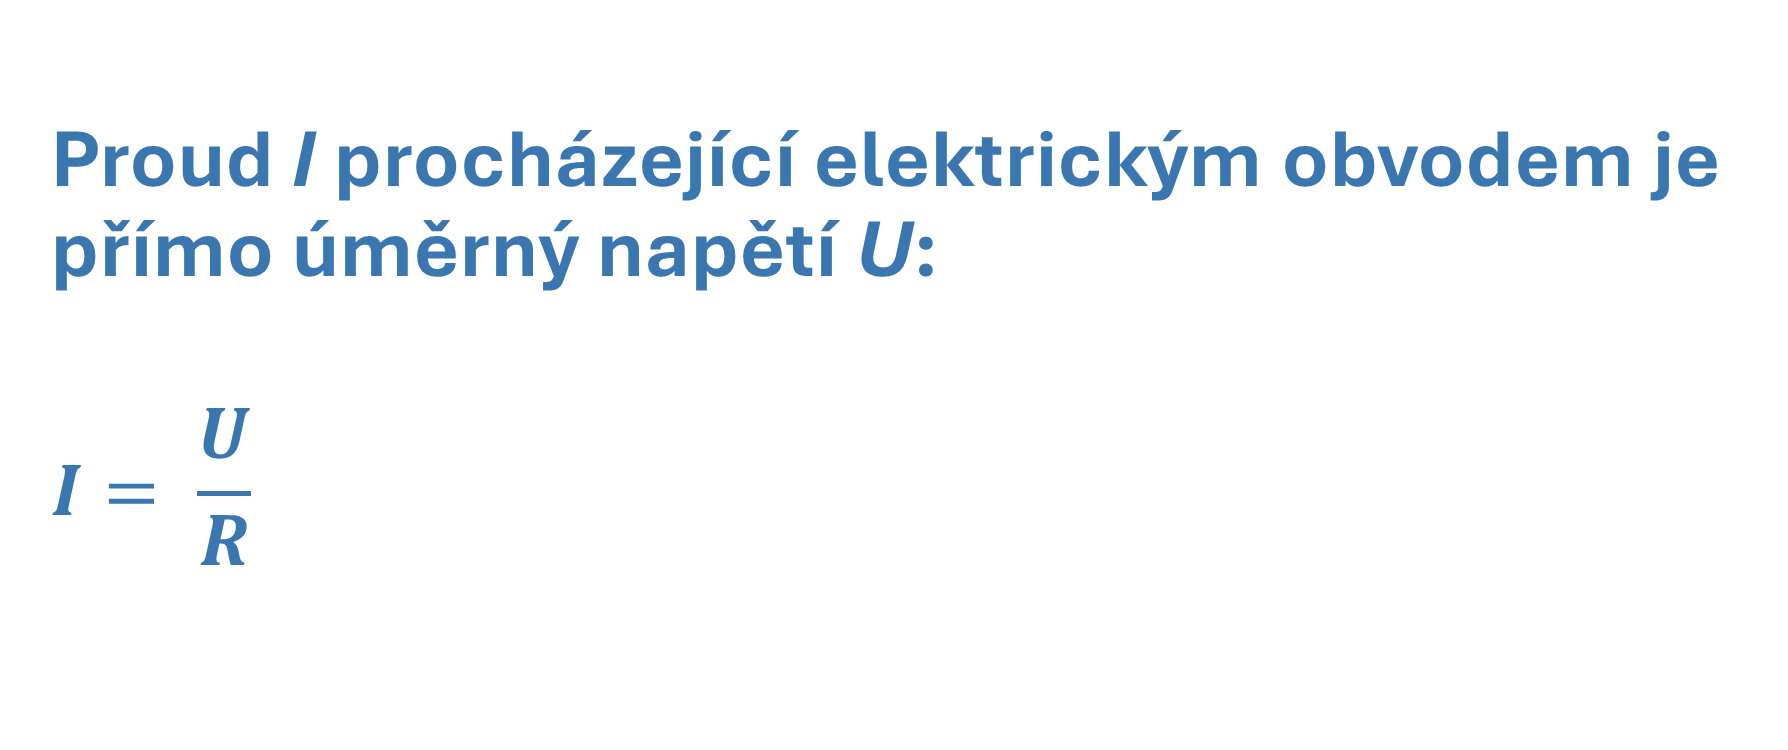 Proud I procházející elektrickým obvodem je
přímo úměrný napětí U:
I = U/R